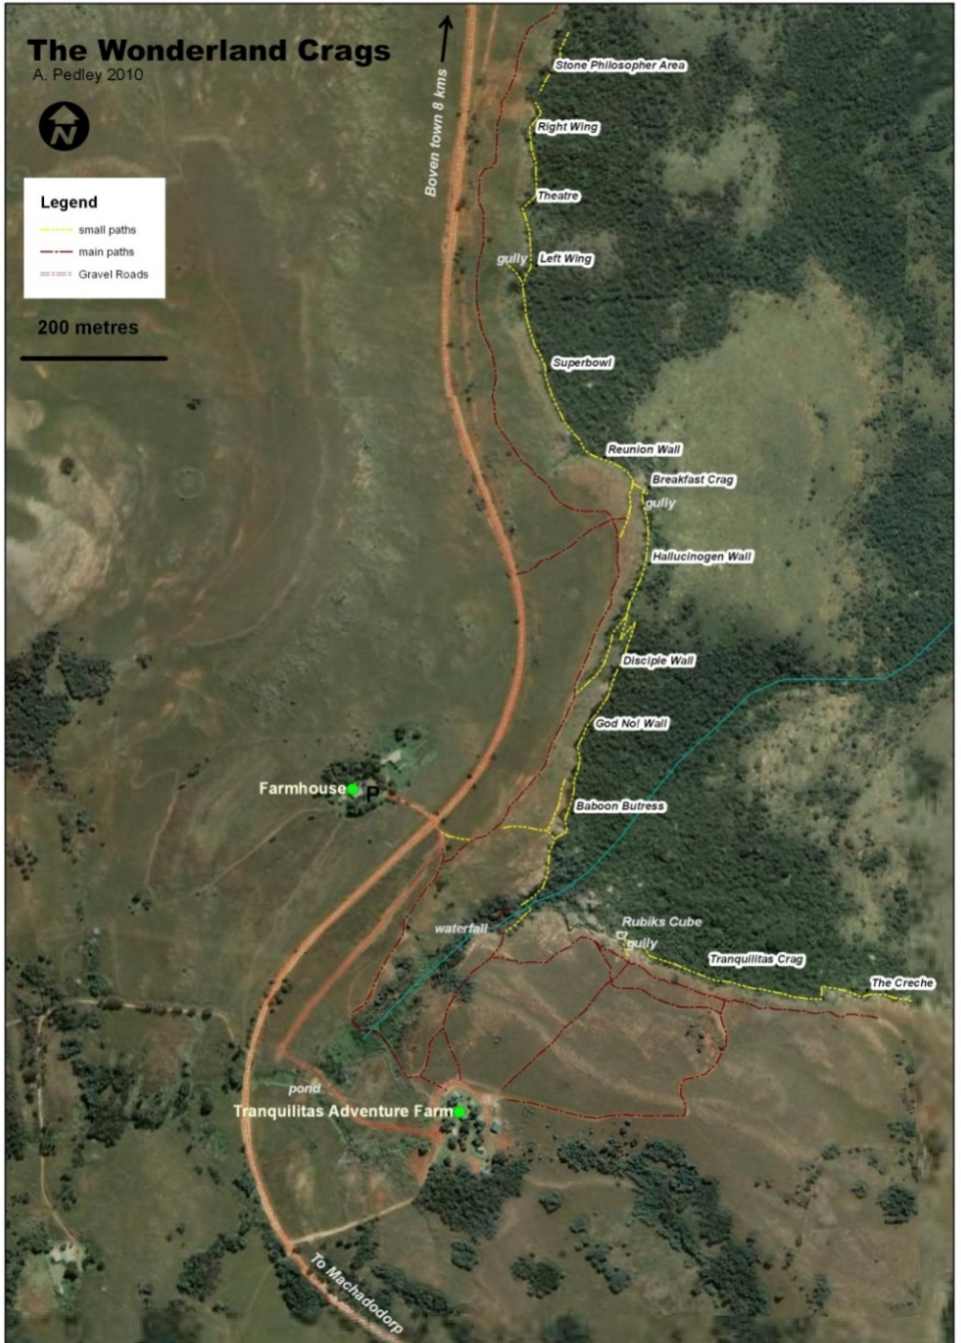 The Wonderland Crags
A. Pedley 2010
N
Boven town 8 kms
Legend
small paths
main paths
Gravel Roads
200 metres
Stone Philosopher Area
Right Wing
Theatre
gully
Left Wing
Superbowl
Reunion Wall
Breakfast Crag
gully
Hallucinogen Wall
Disciple Wall
God No! Wall
Farmhouse
P
Baboon Butress
waterfall
Rubiks Cube
gully
Tranquilitas Crag
The Creche
pond
Tranquilitas Adventure Farm
To Machadodorp